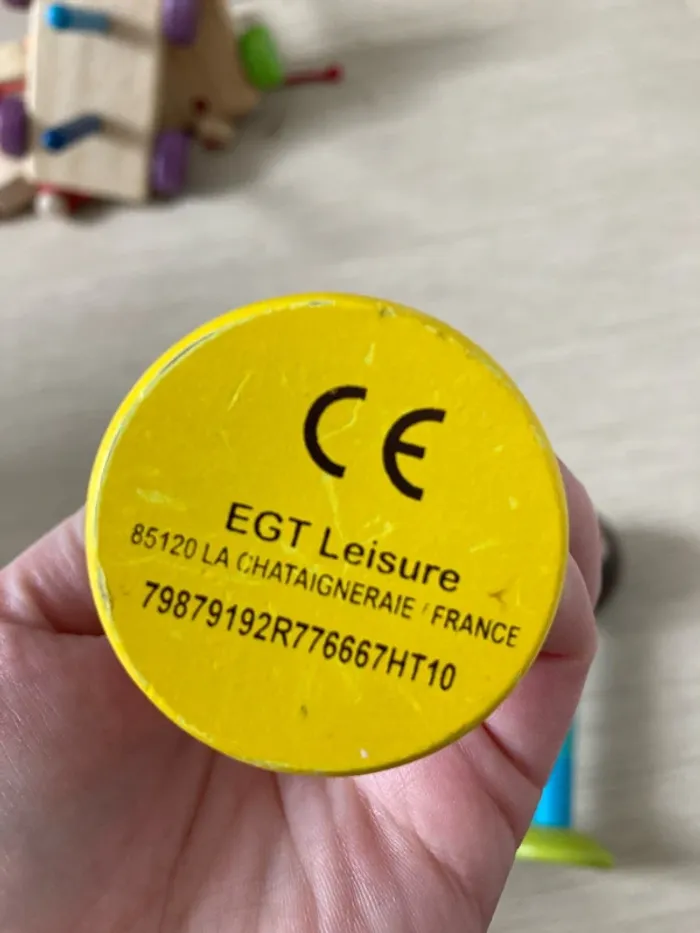 CE
EGT Leisure
85120 LA CHATAIGNERAIE / FRANCE
79879192R776667HT10